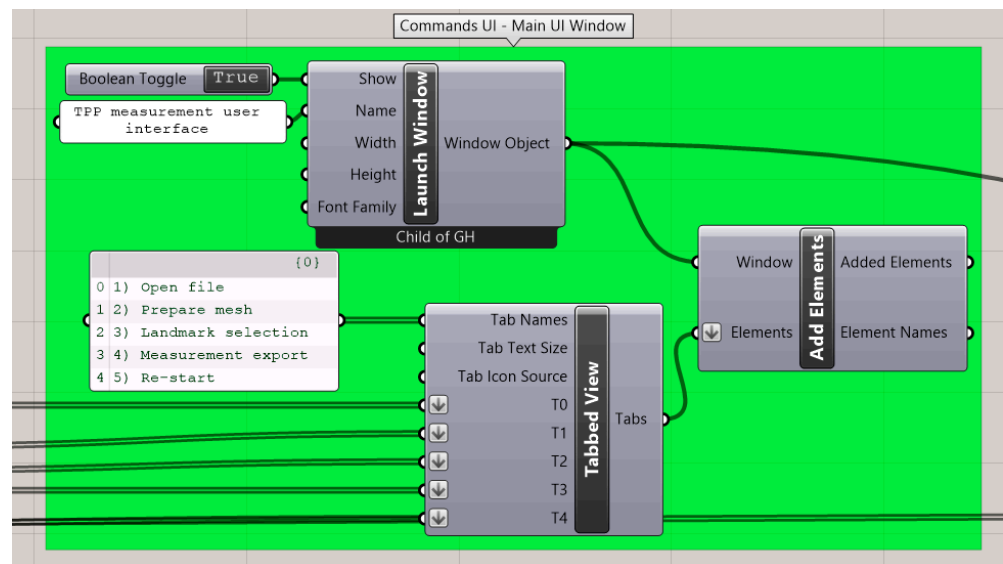 Commands UI - Main UI Window
Boolean Toggle True
TPP measurement user
interface
Show
Name
Width
Height
Font Family
Launch Window
Window Object
Child of GH
{0}
0 1) Open file
1 2) Prepare mesh
2 3) Landmark selection
3 4) Measurement export
4 5) Re-start
Tab Names
Tab Text Size
Tab Icon Source
T0
T1
T2
T3
T4
Tabbed View
Tabs
Window
Elements
Add Elements
Added Elements
Element Names